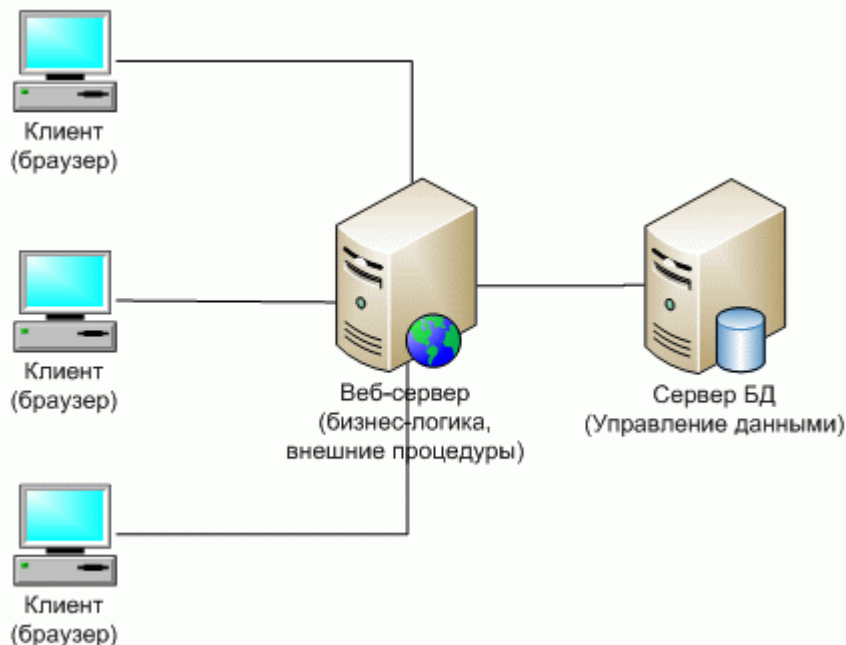 Клиент
(браузер)
Клиент
(браузер)
Веб-сервер
(бизнес-логика,
внешние процедуры)
Сервер БД
(Управление данными)
Клиент
(браузер)